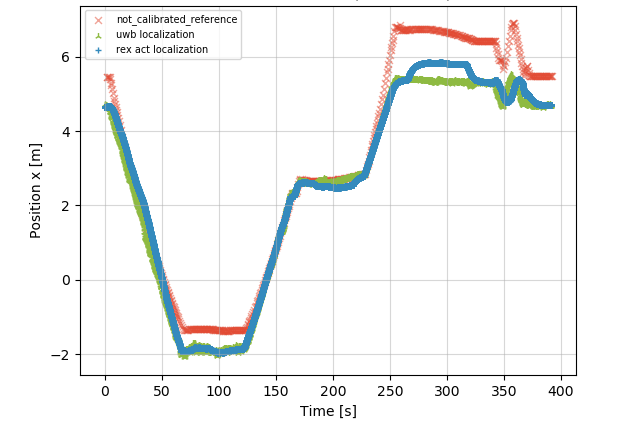 not_calibrated_reference
uwb localization
rex act localization
Position x [m]
6
4
2
0
−2
0 50 100 150 200 250 300 350 400
Time [s]